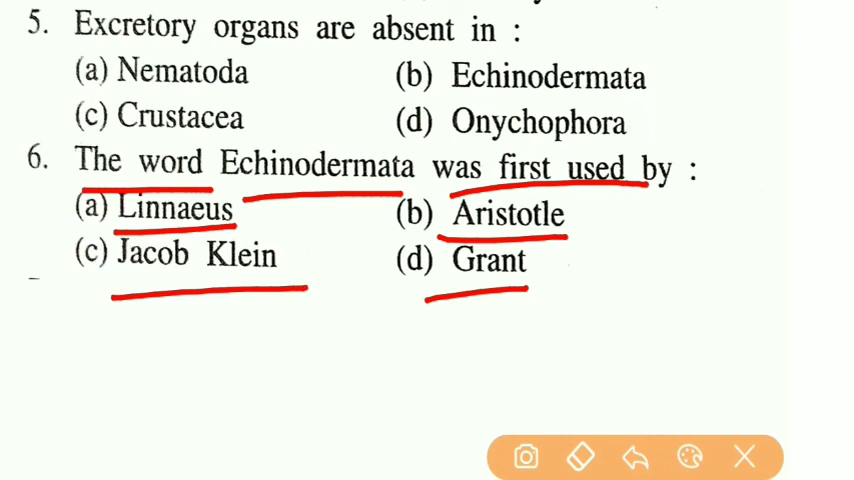 5. Excretory organs are absent in :
(a) Nematoda (b) Echinodermata
(c) Crustacea (d) Onychophora
6. The word Echinodermata was first used by :
(a) Linnaeus (b) Aristotle
(c) Jacob Klein (d) Grant